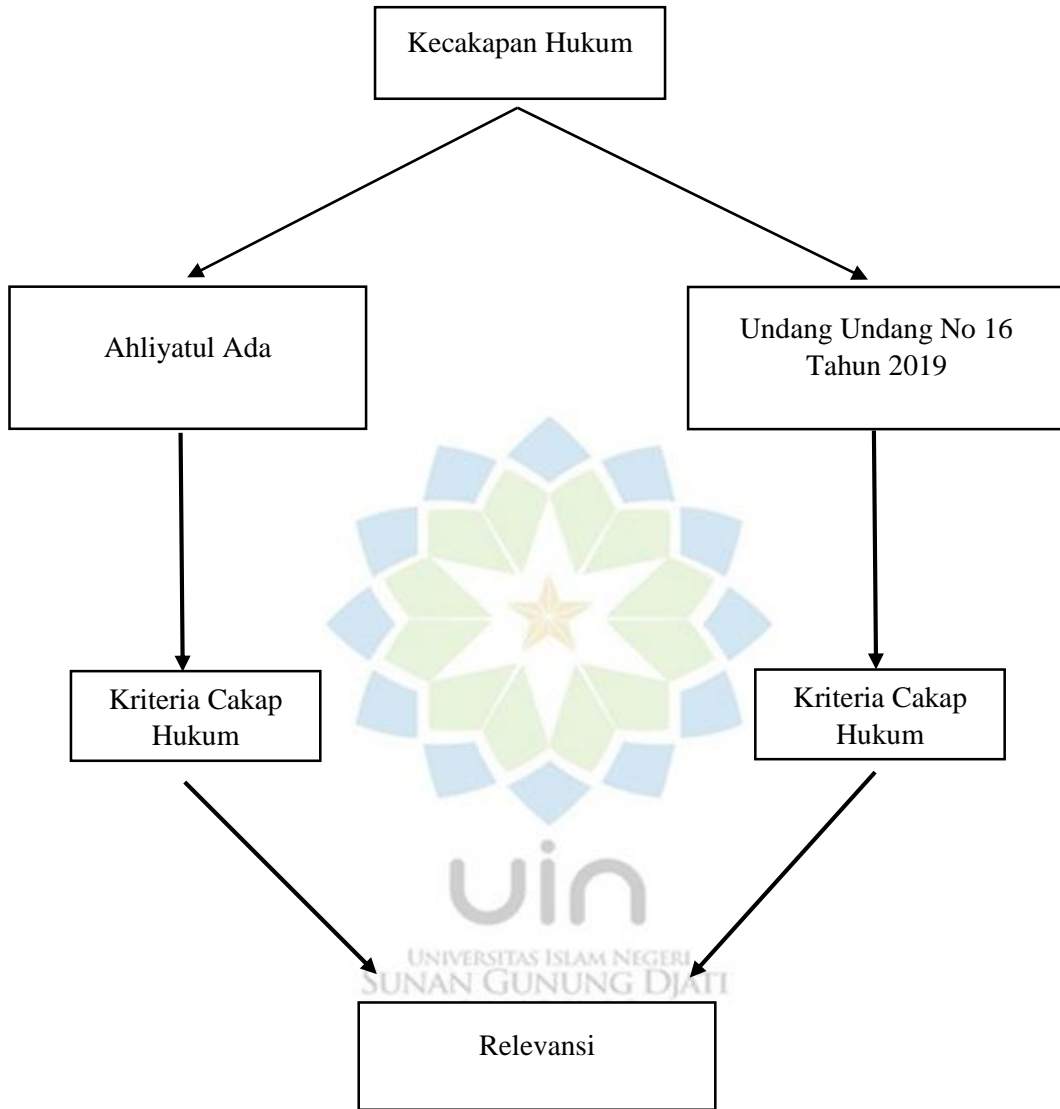 Kecakapan Hukum
Ahliyatul Ada
Undang Undang No 16
Tahun 2019
Kriteria Cakap
Hukum
Kriteria Cakap
Hukum
uin
UNIVERSITAS ISLAM NEGERI
SUNAN GUNUNG DJATI
Relevansi